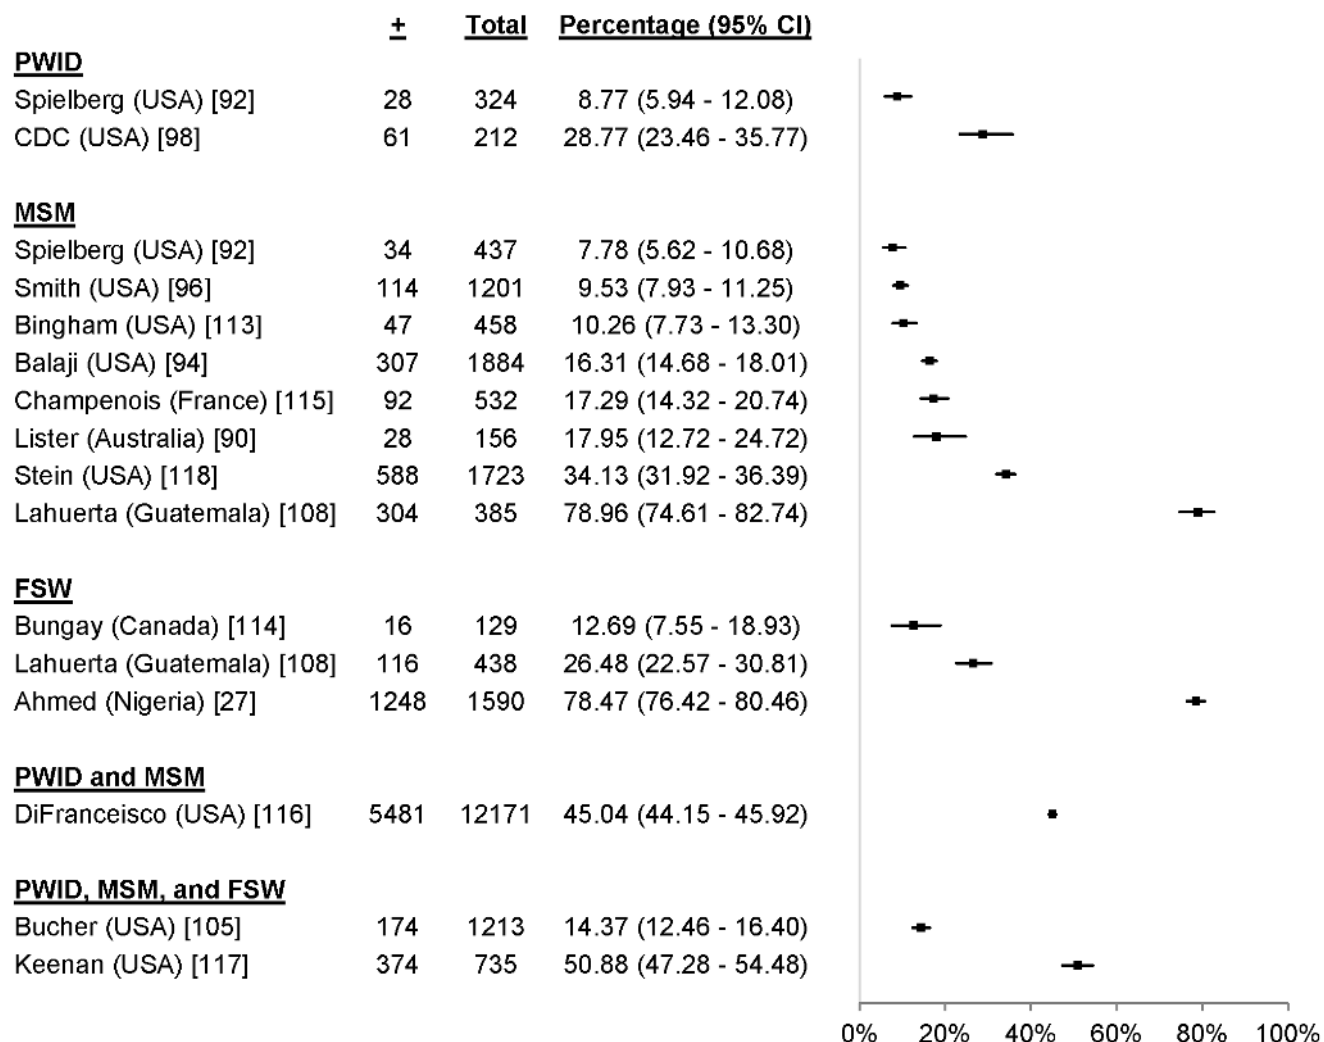 + Total Percentage (95% CI)
PWID
Spielberg (USA) [92] 28 324 8.77 (5.94 - 12.08)
CDC (USA) [98] 61 212 28.77 (23.46 - 35.77)
MSM
Spielberg (USA) [92] 34 437 7.78 (5.62 - 10.68)
Smith (USA) [96] 114 1201 9.53 (7.93 - 11.25)
Bingham (USA) [113] 47 458 10.26 (7.73 - 13.30)
Balaji (USA) [94] 307 1884 16.31 (14.68 - 18.01)
Champenois (France) [115] 92 532 17.29 (14.32 - 20.74)
Lister (Australia) [90] 28 156 17.95 (12.72 - 24.72)
Stein (USA) [118] 588 1723 34.13 (31.92 - 36.39)
Lahuerta (Guatemala) [108] 304 385 78.96 (74.61 - 82.74)
FSW
Bungay (Canada) [114] 16 129 12.69 (7.55 - 18.93)
Lahuerta (Guatemala) [108] 116 438 26.48 (22.57 - 30.81)
Ahmed (Nigeria) [27] 1248 1590 78.47 (76.42 - 80.46)
PWID and MSM
DiFranceisco (USA) [116] 5481 12171 45.04 (44.15 - 45.92)
PWID, MSM, and FSW
Bucher (USA) [105] 174 1213 14.37 (12.46 - 16.40)
Keenan (USA) [117] 374 735 50.88 (47.28 - 54.48)
0% 20% 40% 60% 80% 100%